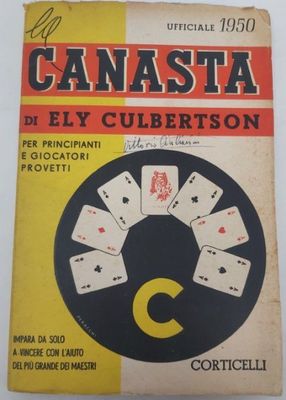 la UFFICIALE 1950
CANASTA
DI ELY CULBERTSON
PER PRINCIPIANTI
E GIOCATORI
PROVETTI
C
IMPARA DA SOLO
A VINCERE CON L'AIUTO
DEL PIÙ GRANDE DEI MAESTRI
CORTICELLI